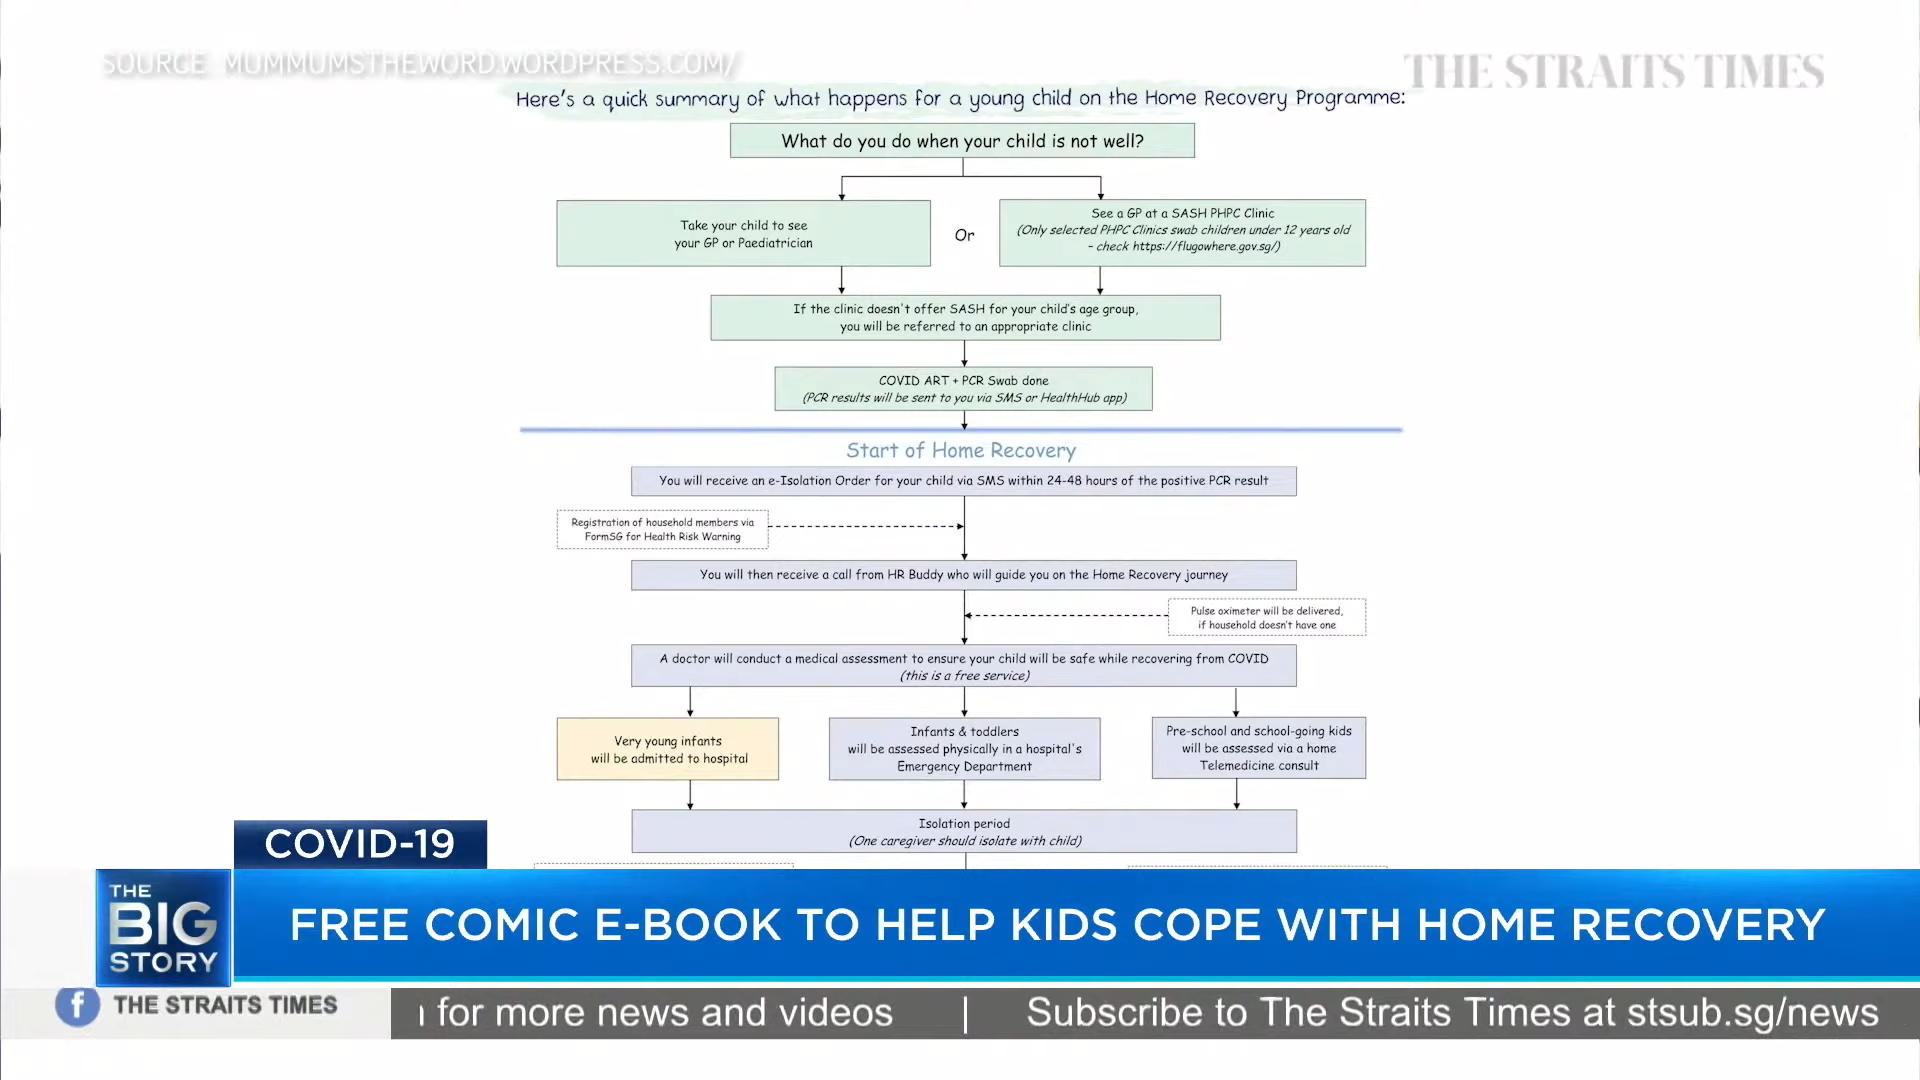 SOURCE: MUMMUMSTHEWORD.WORDPRESS.COM/
THE STRAITS TIMES
Here's a quick summary of what happens for a young child on the Home Recovery Programme:
What do you do when your child is not well?
Take your child to see
your GP or Paediatrician
Or
See a GP at a SASH PHPC Clinic
(Only selected PHPC Clinics swab children under 12 years old
- check https://flugowhere.gov.sg/)
If the clinic doesn't offer SASH for your child's age group,
you will be referred to an appropriate clinic
COVID ART + PCR Swab done
(PCR results will be sent to you via SMS or HealthHub app)
Start of Home Recovery
You will receive an e-Isolation Order for your child via SMS within 24-48 hours of the positive PCR result
Registration of household members via
FormSG for Health Risk Warning
You will then receive a call from HR Buddy who will guide you on the Home Recovery journey
Pulse oximeter will be delivered,
if household doesn't have one
A doctor will conduct a medical assessment to ensure your child will be safe while recovering from COVID
(this is a free service)
Very young infants
will be admitted to hospital
Infants & toddlers
will be assessed physically in a hospital's
Emergency Department
Pre-school and school-going kids
will be assessed via a home
Telemedicine consult
Isolation period
(One caregiver should isolate with child)
COVID-19
THE
BIG
STORY
FREE COMIC E-BOOK TO HELP KIDS COPE WITH HOME RECOVERY
f THE STRAITS TIMES
for more news and videos | Subscribe to The Straits Times at stsub.sg/news